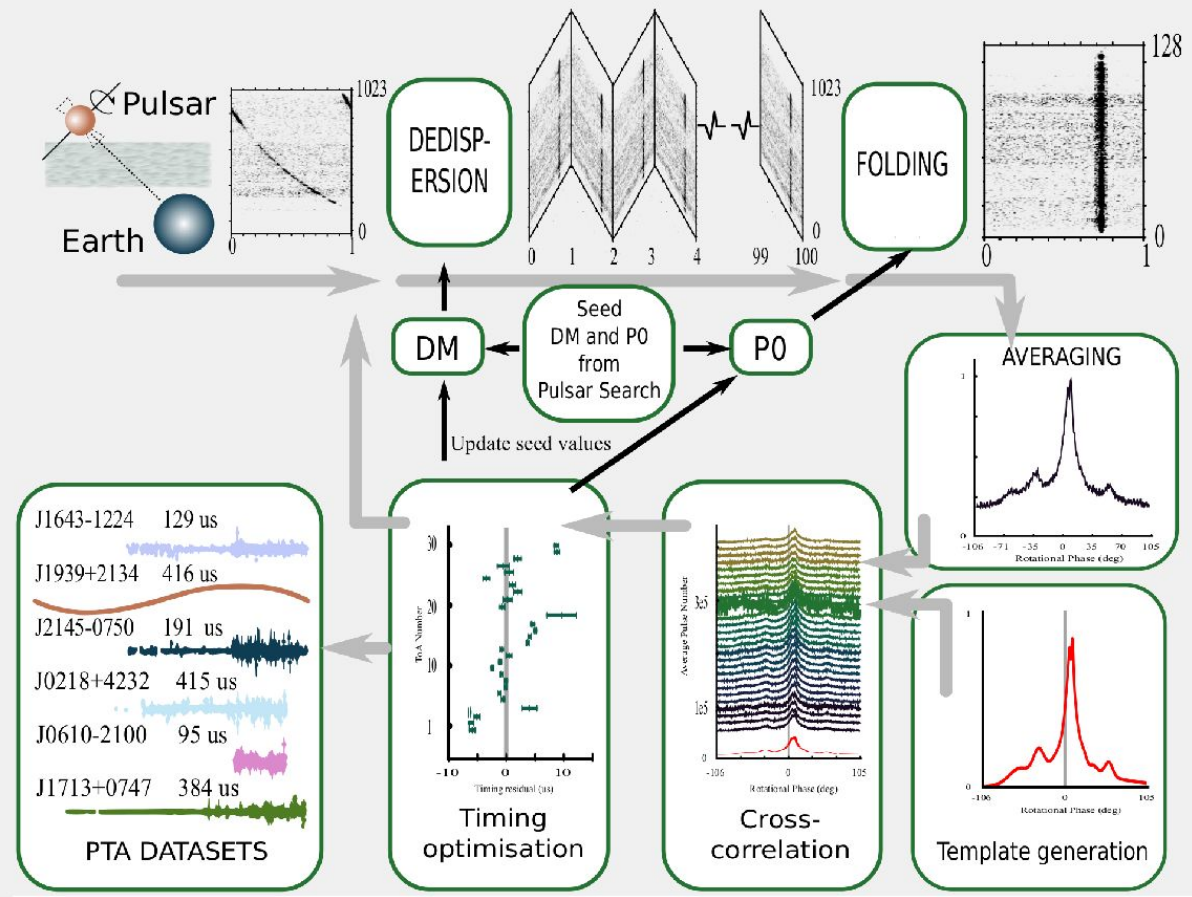 Pulsar
Earth
1023
0
0
1
DEDISP-
ERSION
1023
0
0 1 2 3 4 99 100
FOLDING
128
0
0
1
Seed
DM and P0
from
Pulsar Search
DM
P0
Update seed values
AVERAGING
1
0
-106 -71 -35 0 35 70 105
Rotational Phase (deg)
J1643-1224 129 us
J1939+2134 416 us
J2145-0750 191 us
J0218+4232 415 us
J0610-2100 95 us
J1713+0747 384 us
PTA DATASETS
30
20
10
1
ToA Number
-10 0 10
Timing residual (us)
Timing
optimisation
Average Pulse Number
3e5
1e5
0
-106 0 105
Rotational Phase (deg)
Cross-
correlation
1
0
-106 0 105
Rotational Phase (deg)
Template generation